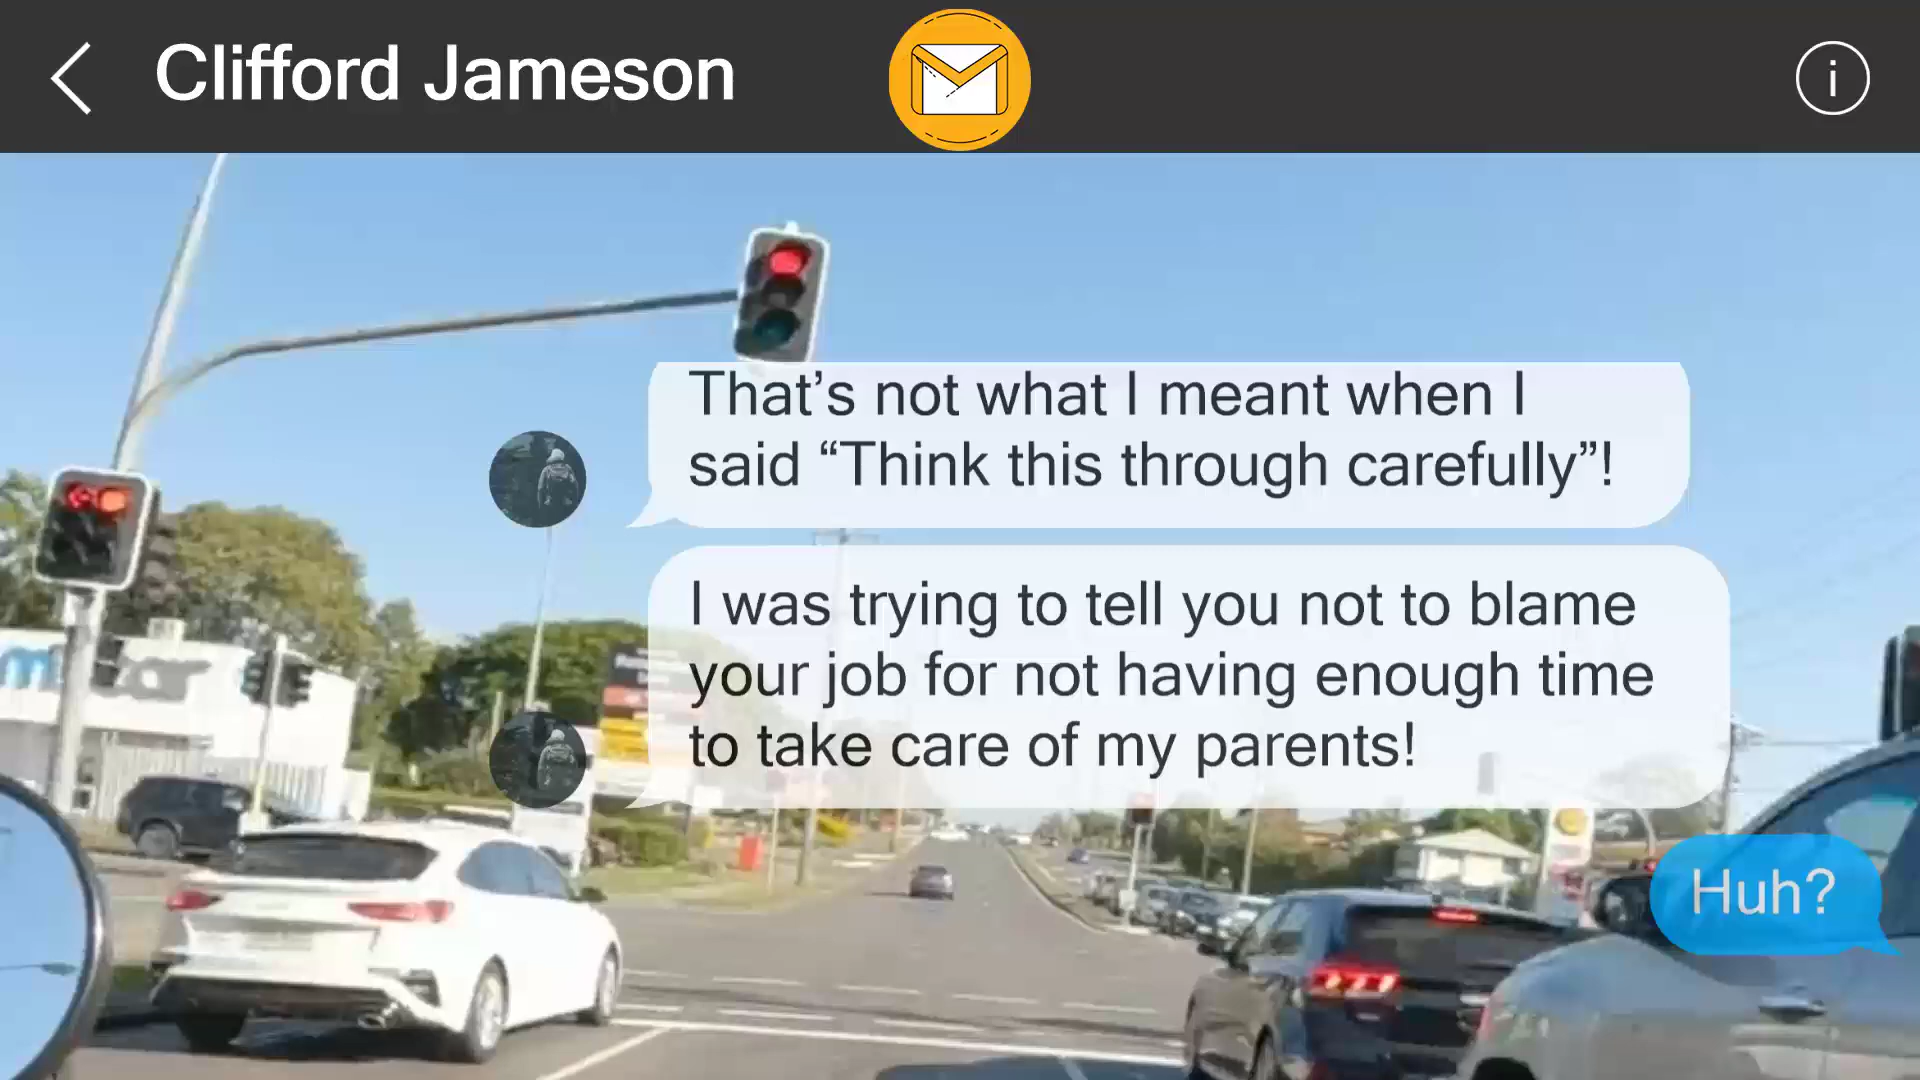 Clifford Jameson
That’s not what I meant when I
said “Think this through carefully”!
I was trying to tell you not to blame
your job for not having enough time
to take care of my parents!
Huh?